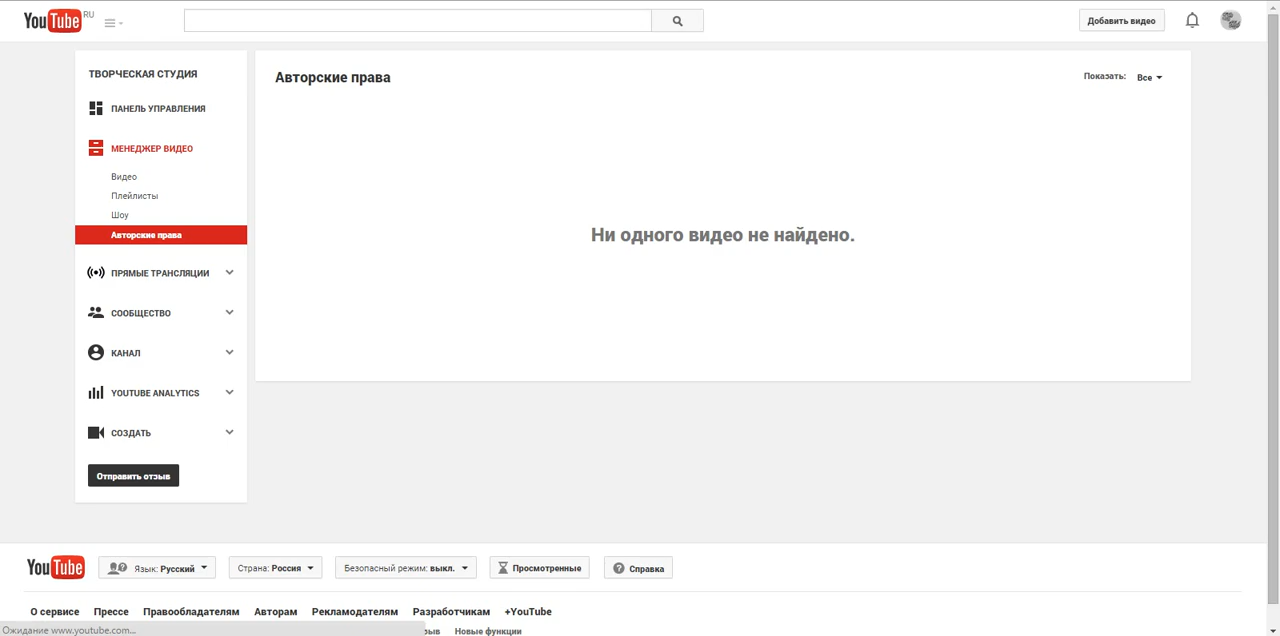 YouTube RU
Добавить видео
ТВОРЧЕСКАЯ СТУДИЯ
ПАНЕЛЬ УПРАВЛЕНИЯ
МЕНЕДЖЕР ВИДЕО
Видео
Плейлисты
Шоу
Авторские права
ПРЯМЫЕ ТРАНСЛЯЦИИ
СООБЩЕСТВО
КАНАЛ
YOUTUBE ANALYTICS
СОЗДАТЬ
Отправить отзыв
Авторские права
Показать: Все
Ни одного видео не найдено.
YouTube Язык: Русский Страна: Россия Безопасный режим: выкл. Просмотренные Справка
О сервисе Прессе Правообладателям Авторам Рекламодателям Разработчикам +YouTube
Ожидание www.youtube.com... Новые функции